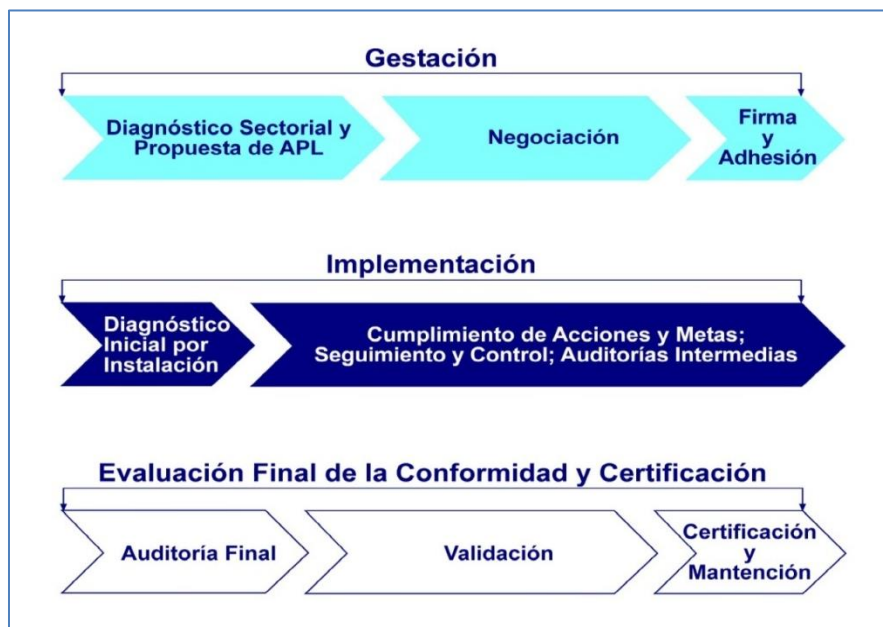 Gestación
Diagnóstico Sectorial y
Propuesta de APL
Negociación
Firma
y
Adhesión
Implementación
Diagnóstico
Inicial por
Instalación
Cumplimiento de Acciones y Metas;
Seguimiento y Control; Auditorías Intermedias
Evaluación Final de la Conformidad y Certificación
Auditoría Final
Validación
Certificación
y
Mantención